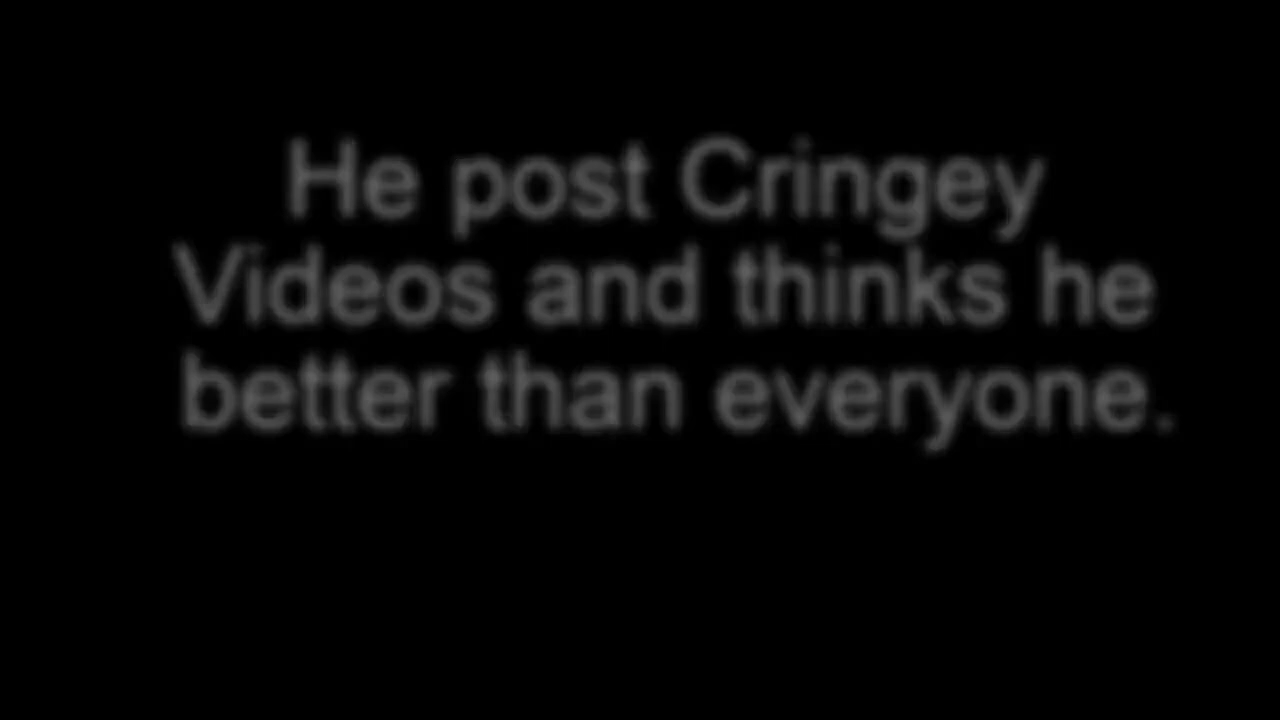 He post Cringey
Videos and thinks he
better than everyone.